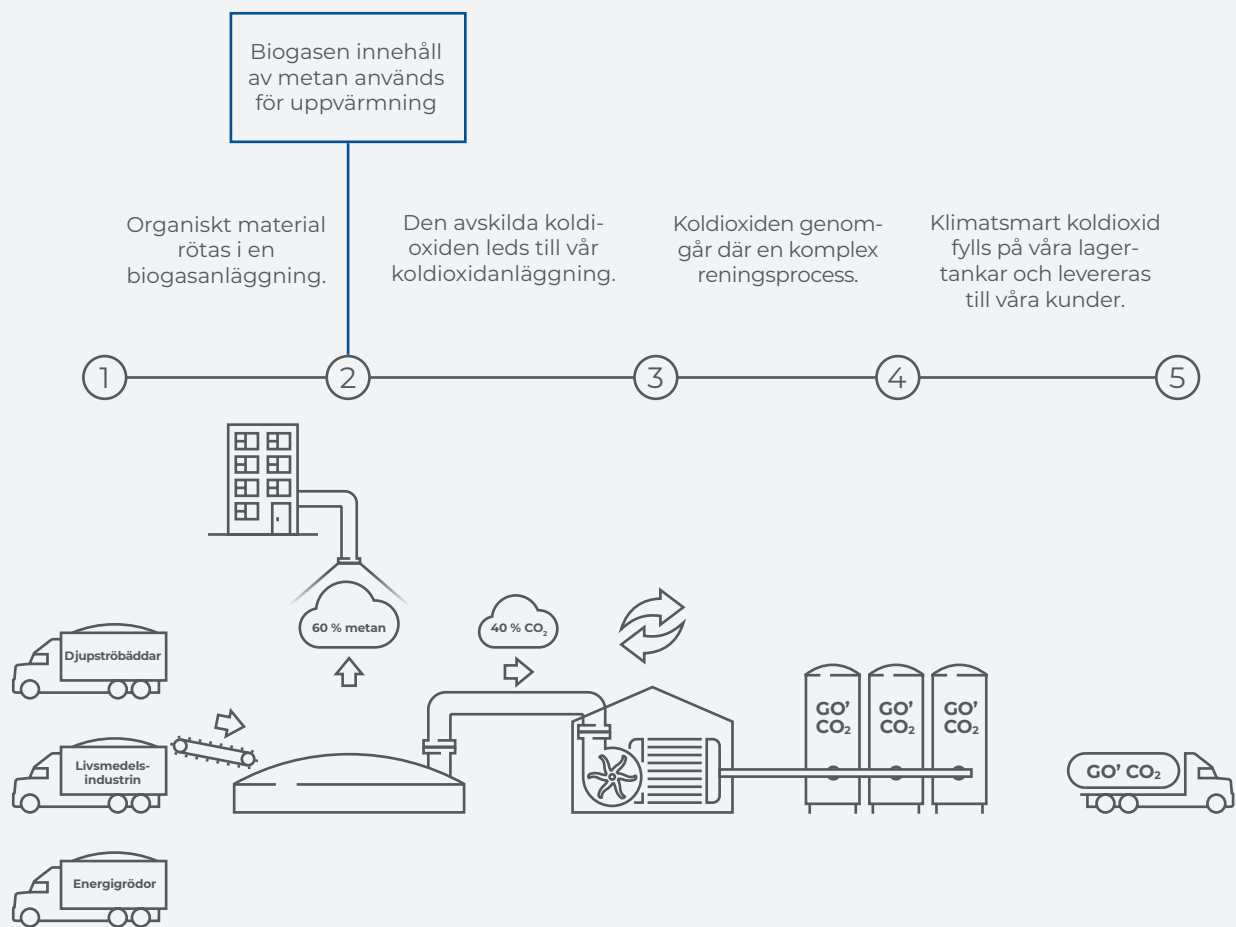 Biogasen innehåll
av metan används
för uppvärmning
Organiskt material
rötas i en
biogasanläggning.
Den avskilda koldi-
oxiden leds till vår
koldioxidanläggning.
Koldioxiden genom-
går där en komplex
reningsprocess.
Klimatsmart koldioxid
fylls på våra lager-
tankar och levereras
till våra kunder.
1
2
3
4
5
60 % metan
40 % CO₂
Djupströbäddar
Livsmedels-
industrin
Energigrödor
GO’
CO₂
GO’
CO₂
GO’
CO₂
GO’ CO₂